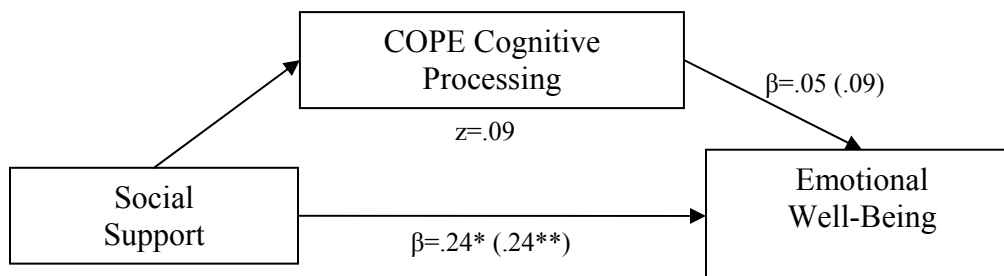 COPE Cognitive
Processing
β=.05 (.09)
z=.09
Social
Support
Emotional
Well-Being
β=.24* (.24**)